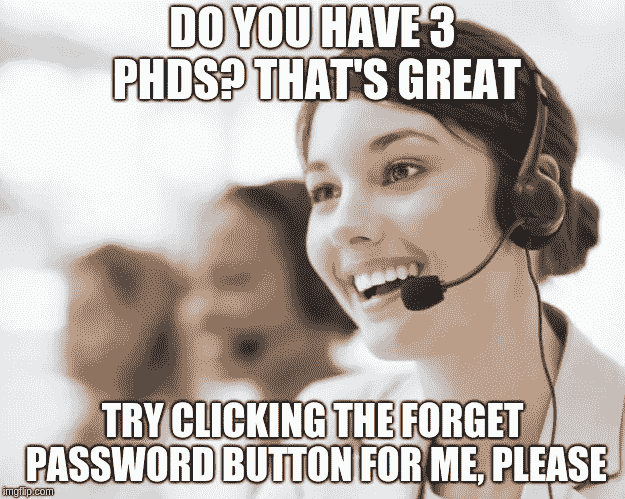 DO YOU HAVE 3
PHDS? THAT'S GREAT
TRY CLICKING THE FORGET
PASSWORD BUTTON FOR ME, PLEASE
imgflip.com